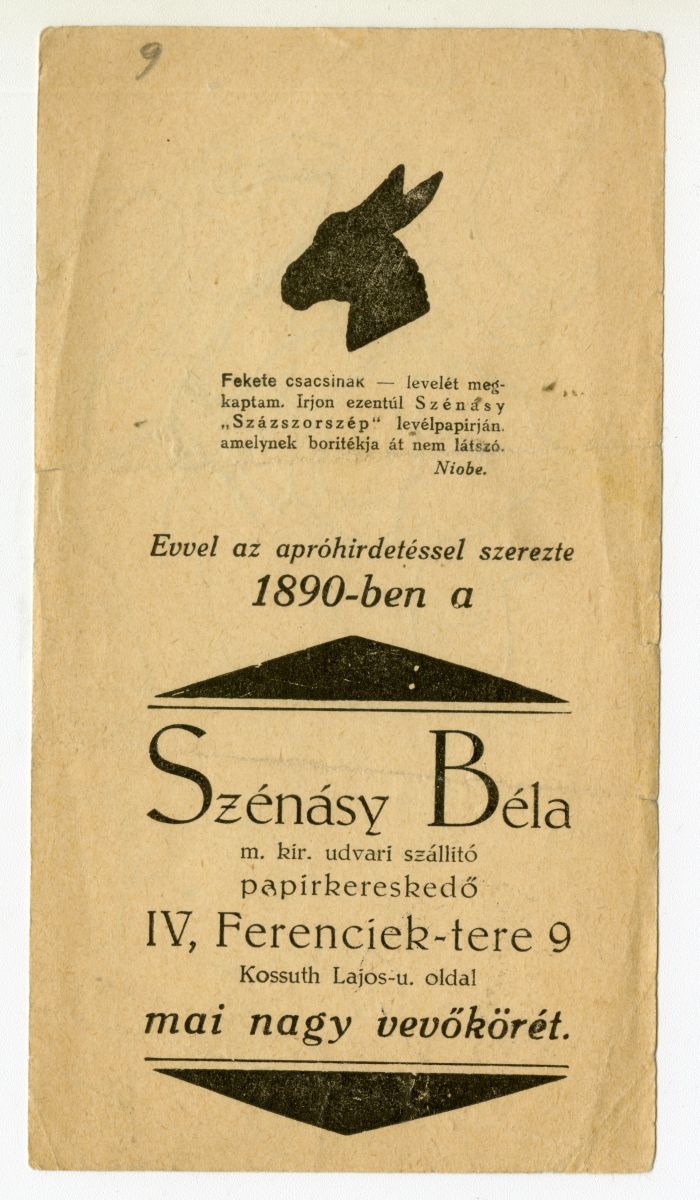 9
Fekete csacsinak — levelét meg-
kaptam. Irjon ezentúl Szénásy
„Százszorszép“ levélpapirján.
amelynek boritékja át nem látszó.
Niobe.
Evvel az apróhirdetéssel szerezte
1890-ben a
Szénásy Béla
m. kir. udvari szállitó
papirkereskedő
IV, Ferenciek-tere 9
Kossuth Lajos-u. oldal
mai nagy vevőkörét.